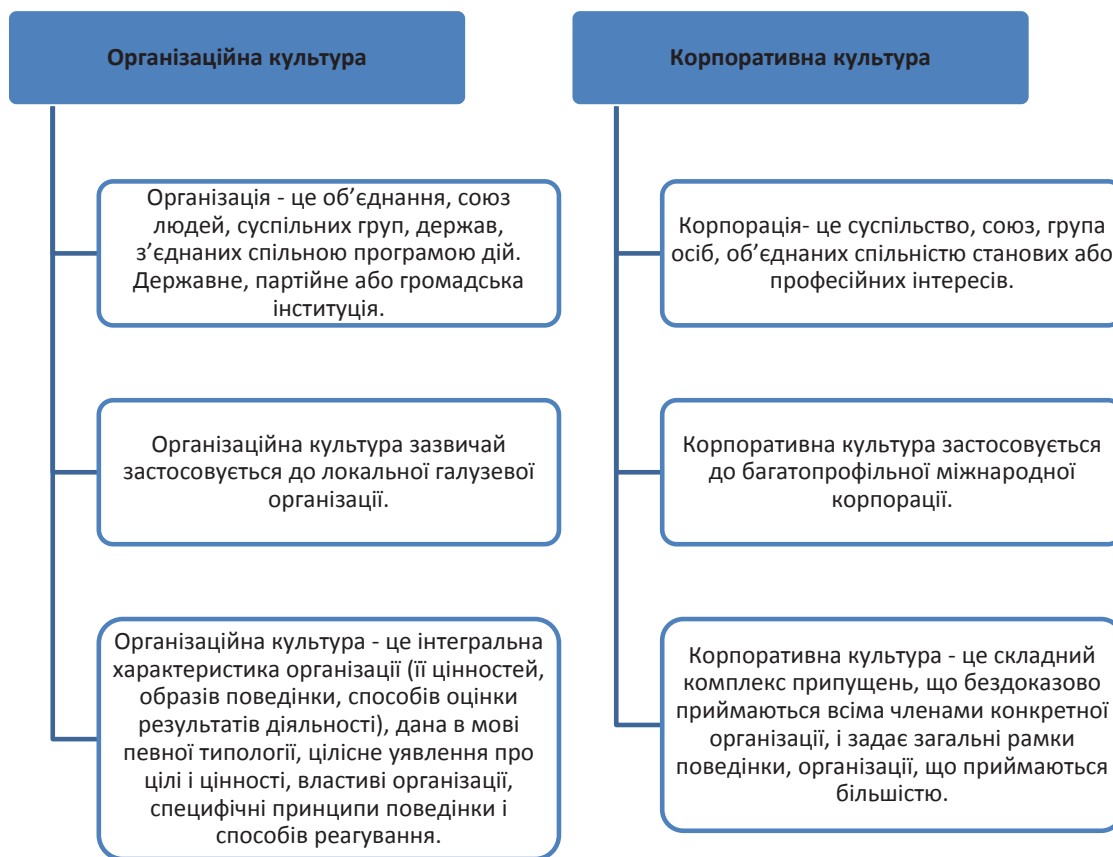 Організаційна культура
Організація - це об’єднання, союз
людей, суспільних груп, держав,
з’єднаних спільною програмою дій.
Державне, партійне або громадська
інституція.
Організаційна культура зазвичай
застосовується до локальної галузевої
організації.
Організаційна культура - це інтегральна
характеристика організації (її цінностей,
образів поведінки, способів оцінки
результатів діяльності), дана в мові
певної типології, цілісне уявлення про
цілі і цінності, властиві організації,
специфічні принципи поведінки і
способів реагування.
Корпоративна культура
Корпорація- це суспільство, союз, група
осіб, об’єднаних спільністю станових або
професійних інтересів.
Корпоративна культура застосовується
до багатопрофільної міжнародної
корпорації.
Корпоративна культура - це складний
комплекс припущень, що бездоказово
приймаються всіма членами конкретної
організації, і задає загальні рамки
поведінки, організації, що приймаються
більшістю.